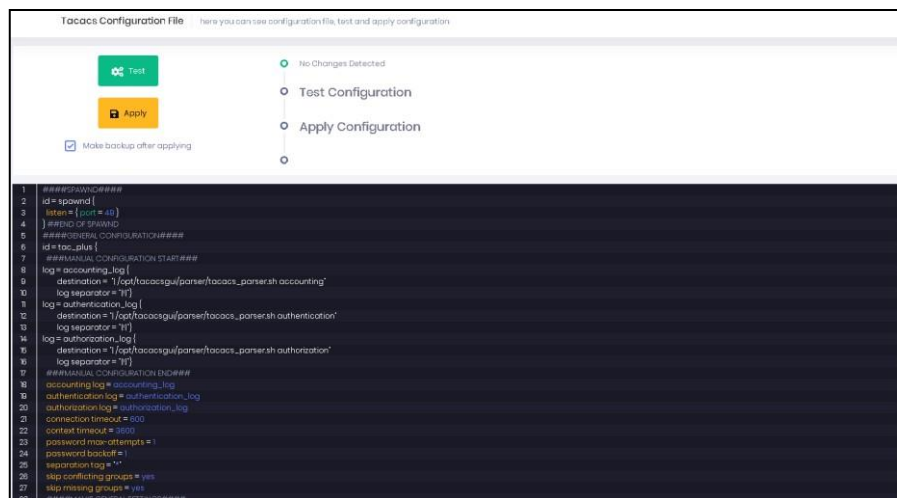 Tacacs Configuration File here you can see configuration file, test and apply configuration
Test
Apply
Make backup after applying
No Changes Detected
Test Configuration
Apply Configuration
1 ####SPAWND####
2 id = spawnd {
3 listen = { port = 49 }
4 } ##END OF SPAWND
5 ####GENERAL CONFIGURATION####
6 id = tac_plus {
7 ###MANUAL CONFIGURATION START###
8 log = accounting_log {
9 destination = "| /opt/tacacsgui/parser/tacacs_parser.sh accounting"
10 log separator = "|!|"}
11 log = authentication_log {
12 destination = "| /opt/tacacsgui/parser/tacacs_parser.sh authentication"
13 log separator = "|!|"}
14 log = authorization_log {
15 destination = "| /opt/tacacsgui/parser/tacacs_parser.sh authorization"
16 log separator = "|!|"}
17 ###MANUAL CONFIGURATION END###
18 accounting log = accounting_log
19 authentication log = authentication_log
20 authorization log = authorization_log
21 connection timeout = 600
22 context timeout = 3600
23 password max-attempts = 1
24 password backoff = 1
25 separation tag = "*"
26 skip conflicting groups = yes
27 skip missing groups = yes